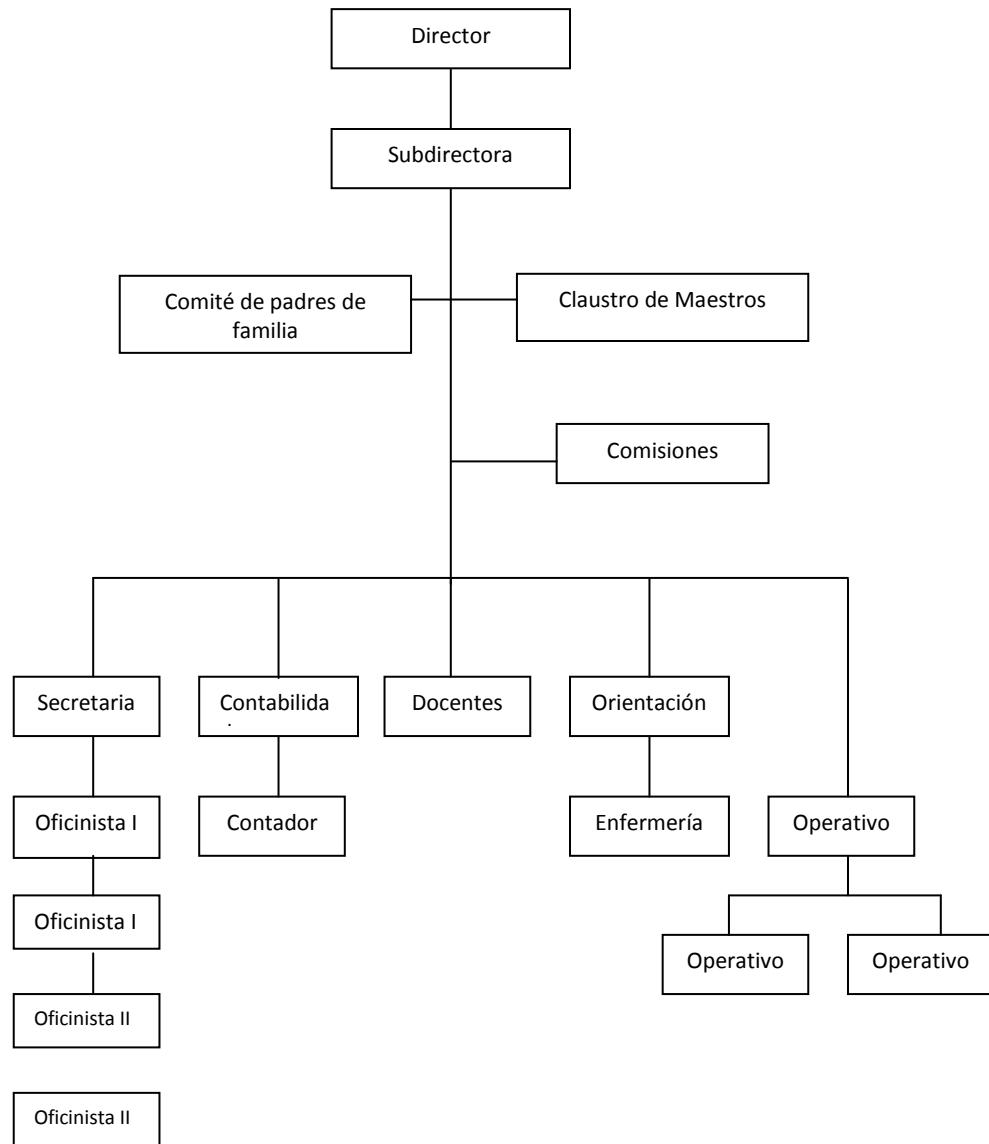 Director
Subdirectora
Comité de padres de
familia
Claustro de Maestros
Comisiones
Secretaria
Contabilida
Docentes
Orientación
Oficinista I
Contador
Enfermería
Operativo
Oficinista I
Operativo
Operativo
Oficinista II
Oficinista II